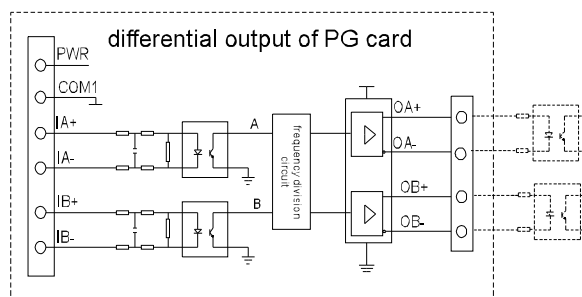 differential output of PG card
PWR
COM1
IA+
IA-
IB+
IB-
A
B
frequency division
circuit
OA+
OA-
OB+
OB-